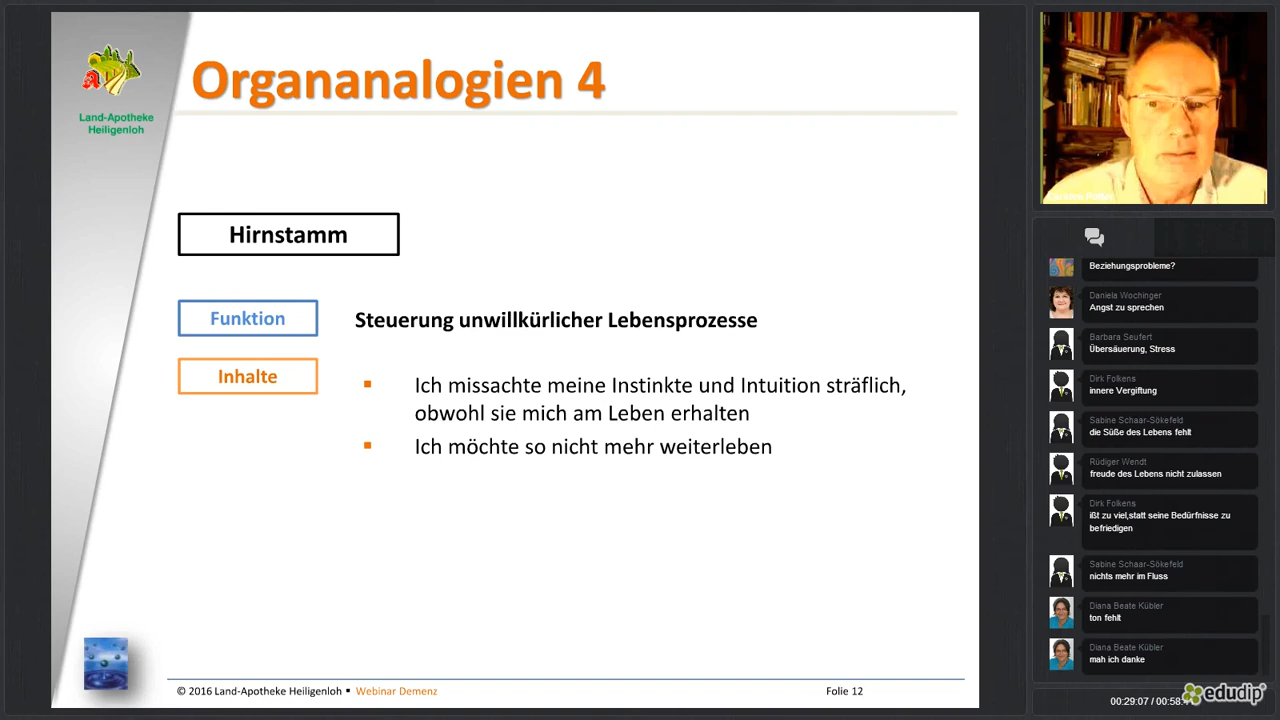 Organanalogien 4
Land-Apotheke
Heiligenloh
Hirnstamm
Funktion
Steuerung unwillkürlicher Lebensprozesse
Inhalte
Ich missachte meine Instinkte und Intuition sträflich,
obwohl sie mich am Leben erhalten
Ich möchte so nicht mehr weiterleben
© 2016 Land-Apotheke Heiligenloh ▪ Webinar Demenz
Folie 12
Beziehungsprobleme?
Daniela Wochinger
Angst zu sprechen
Barbara Seufert
Übersäuerung, Stress
Dirk Folkens
innere Vergiftung
Sabine Schaar-Sökefeld
die Süße des Lebens fehlt
Rüdiger Wendt
freude des Lebens nicht zulassen
Dirk Folkens
ißt zu viel,statt seine Bedürfnisse zu
befriedigen
Sabine Schaar-Sökefeld
nichts mehr im Fluss
Diana Beate Kübler
ton fehlt
Diana Beate Kübler
mah ich danke
00:29:07
edudip